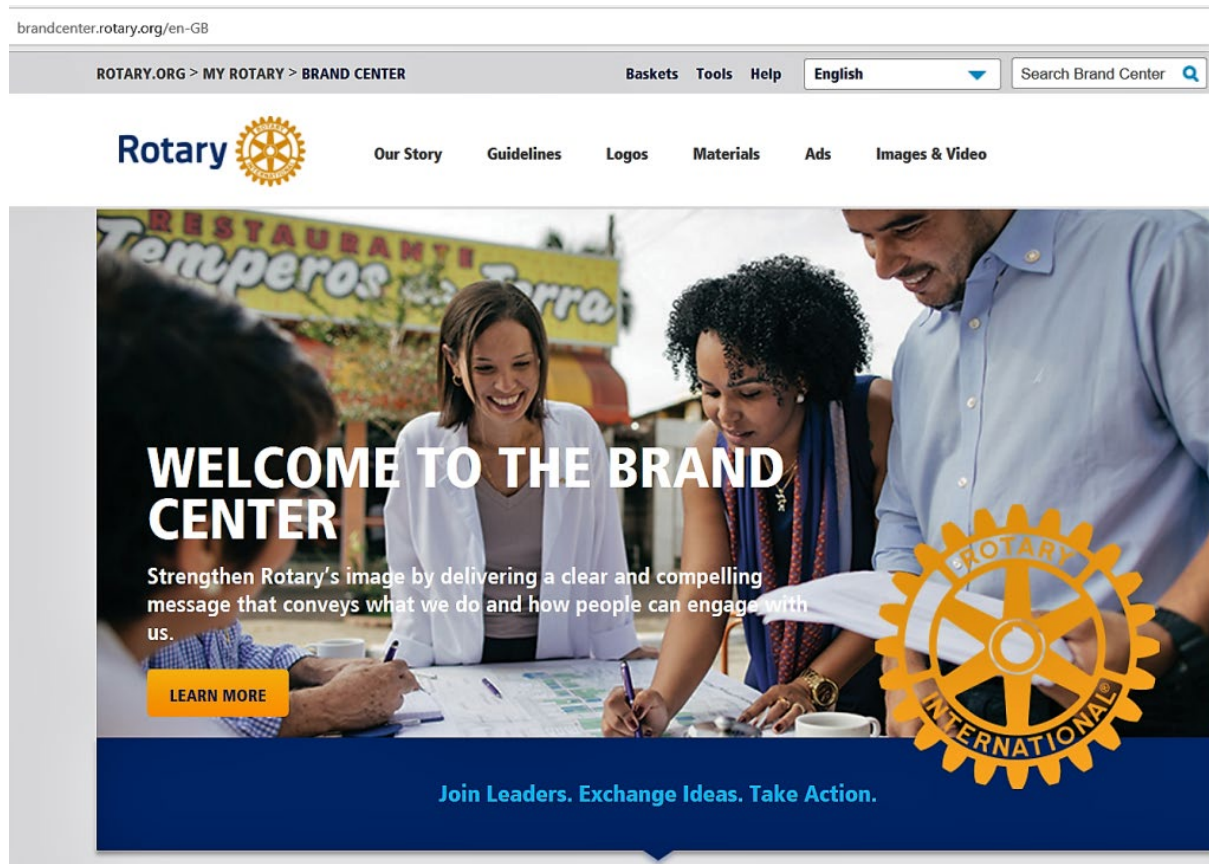 brandcenter.rotary.org/en-GB
ROTARY.ORG > MY ROTARY > BRAND CENTER
Baskets Tools Help English Search Brand Center
Rotary
ROTARY
INTERNATIONAL
Our Story Guidelines Logos Materials Ads Images & Video
RESTAURANTE
Temperos da Terra
WELCOME TO THE BRAND
CENTER
Strengthen Rotary's image by delivering a clear and compelling
message that conveys what we do and how people can engage with
us.
LEARN MORE
ROTARY
INTERNATIONAL®
Join Leaders. Exchange Ideas. Take Action.